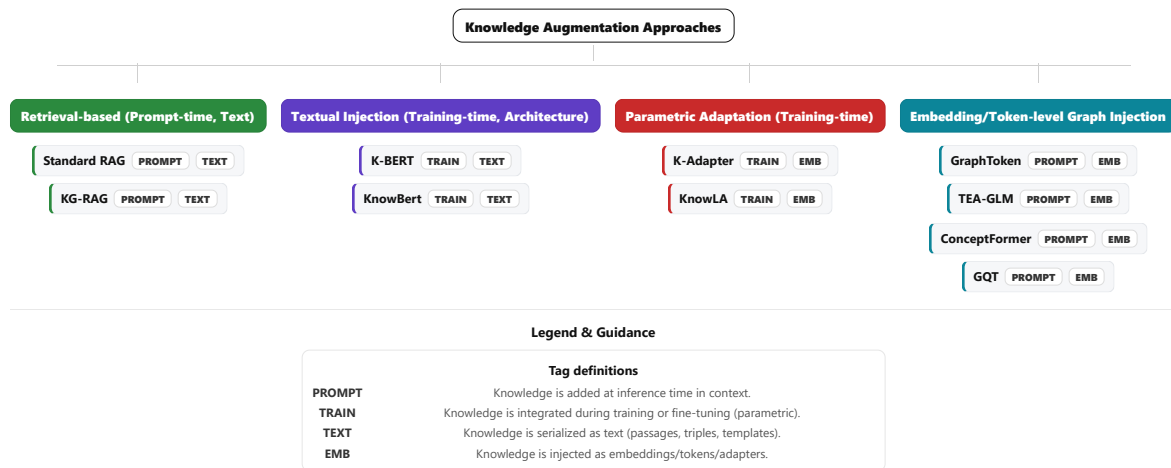 Knowledge Augmentation Approaches
Retrieval-based (Prompt-time, Text)
Standard RAG PROMPT TEXT
KG-RAG PROMPT TEXT
Textual Injection (Training-time, Architecture)
K-BERT TRAIN TEXT
KnowBert TRAIN TEXT
Parametric Adaptation (Training-time)
K-Adapter TRAIN EMB
KnowLA TRAIN EMB
Embedding/Token-level Graph Injection
GraphToken PROMPT EMB
TEA-GLM PROMPT EMB
ConceptFormer PROMPT EMB
GQT PROMPT EMB
Legend & Guidance
Tag definitions
PROMPT Knowledge is added at inference time in context.
TRAIN Knowledge is integrated during training or fine-tuning (parametric).
TEXT Knowledge is serialized as text (passages, triples, templates).
EMB Knowledge is injected as embeddings/tokens/adapters.